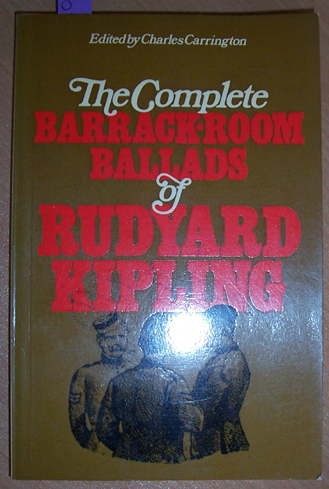 Edited by Charles Carrington
The Complete
BARRACK-ROOM
BALLADS
of
RUDYARD
KIPLING